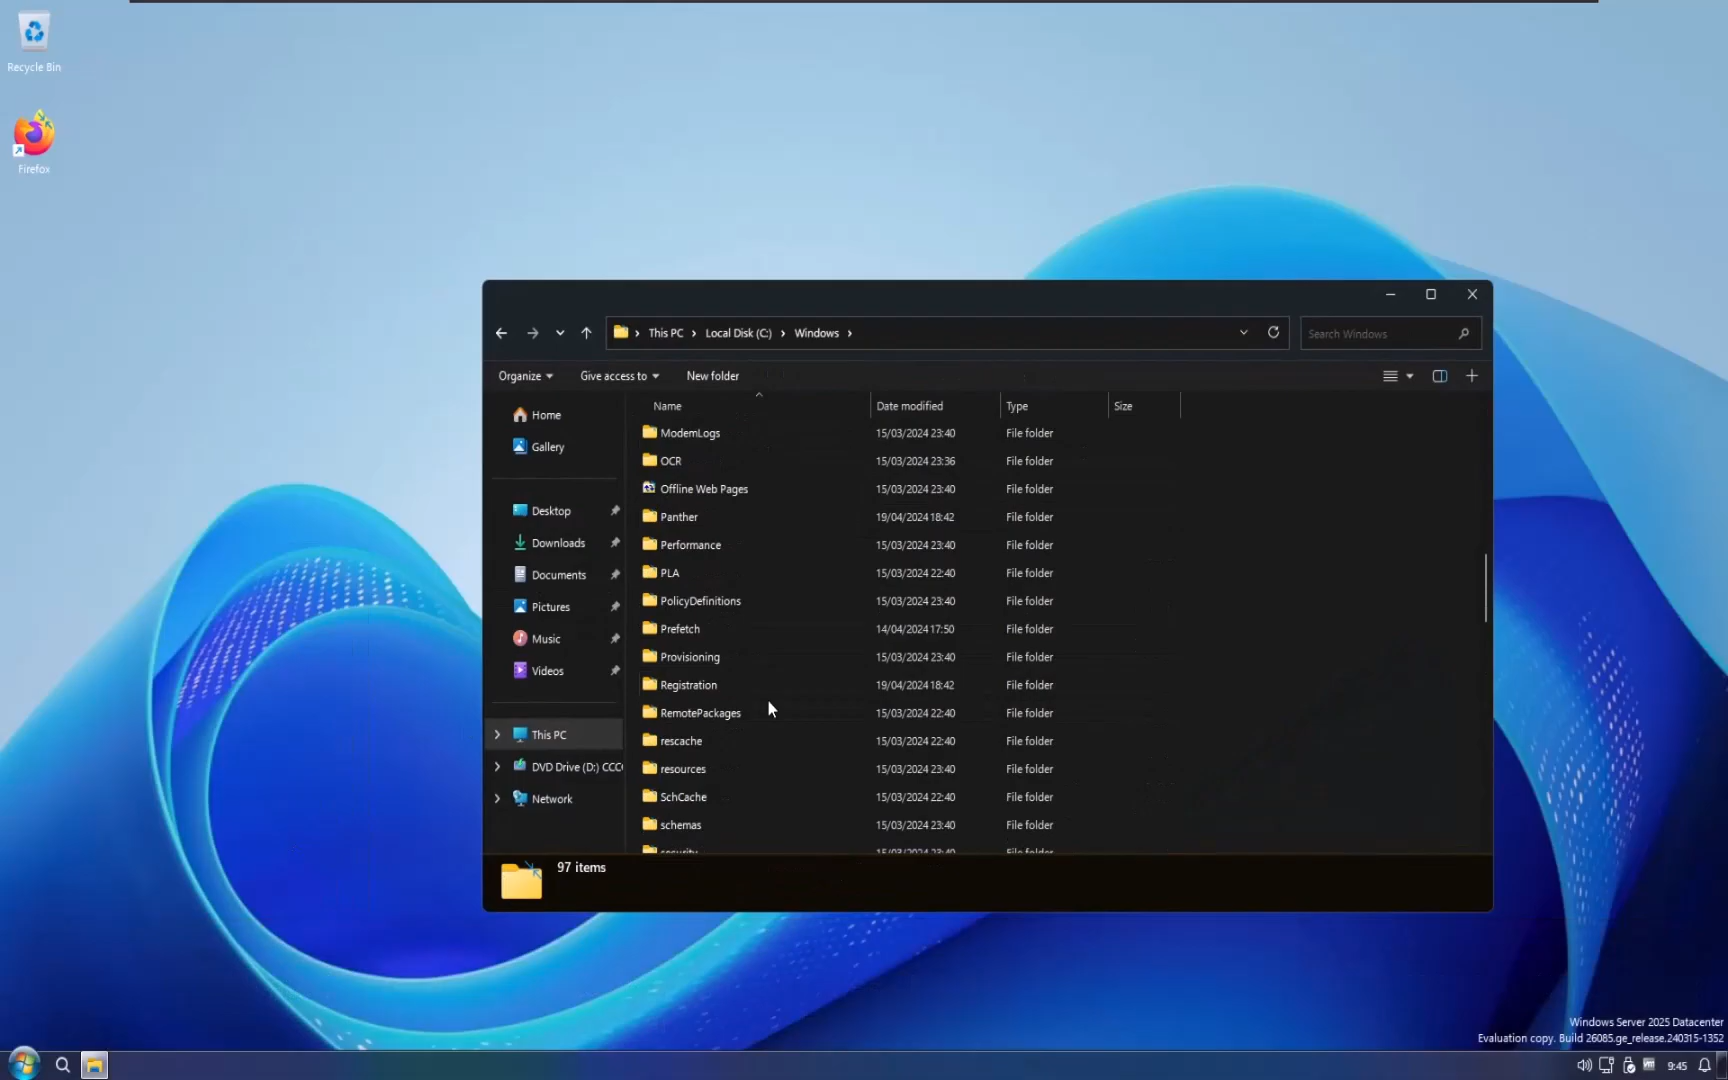 Recycle Bin
Firefox
This PC
Local Disk (C:)
Windows
Search Windows
Organize
Give access to
New folder
Name
Date modified
Type
Size
Home
Gallery
Desktop
Downloads
Documents
Pictures
Music
Videos
This PC
DVD Drive (D:) CCC
Network
ModemLogs 15/03/2024 23:40 File folder
OCR 15/03/2024 23:36 File folder
Offline Web Pages 15/03/2024 23:40 File folder
Panther 19/04/2024 18:42 File folder
Performance 15/03/2024 23:40 File folder
PLA 15/03/2024 22:40 File folder
PolicyDefinitions 15/03/2024 23:40 File folder
Prefetch 14/04/2024 17:50 File folder
Provisioning 15/03/2024 23:40 File folder
Registration 19/04/2024 18:42 File folder
RemotePackages 15/03/2024 22:40 File folder
rescache 15/03/2024 22:40 File folder
resources 15/03/2024 23:40 File folder
SchCache 15/03/2024 22:40 File folder
schemas 15/03/2024 23:40 File folder
security 15/03/2024 23:40 File folder
97 items
Windows Server 2025 Datacenter
Evaluation copy. Build 26085.ge_release.240315-1352
9:45